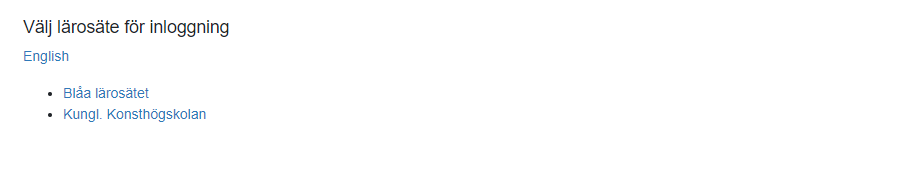 Välj lärosäte för inloggning
English
Blåa lärosätet
Kungl. Konsthögskolan